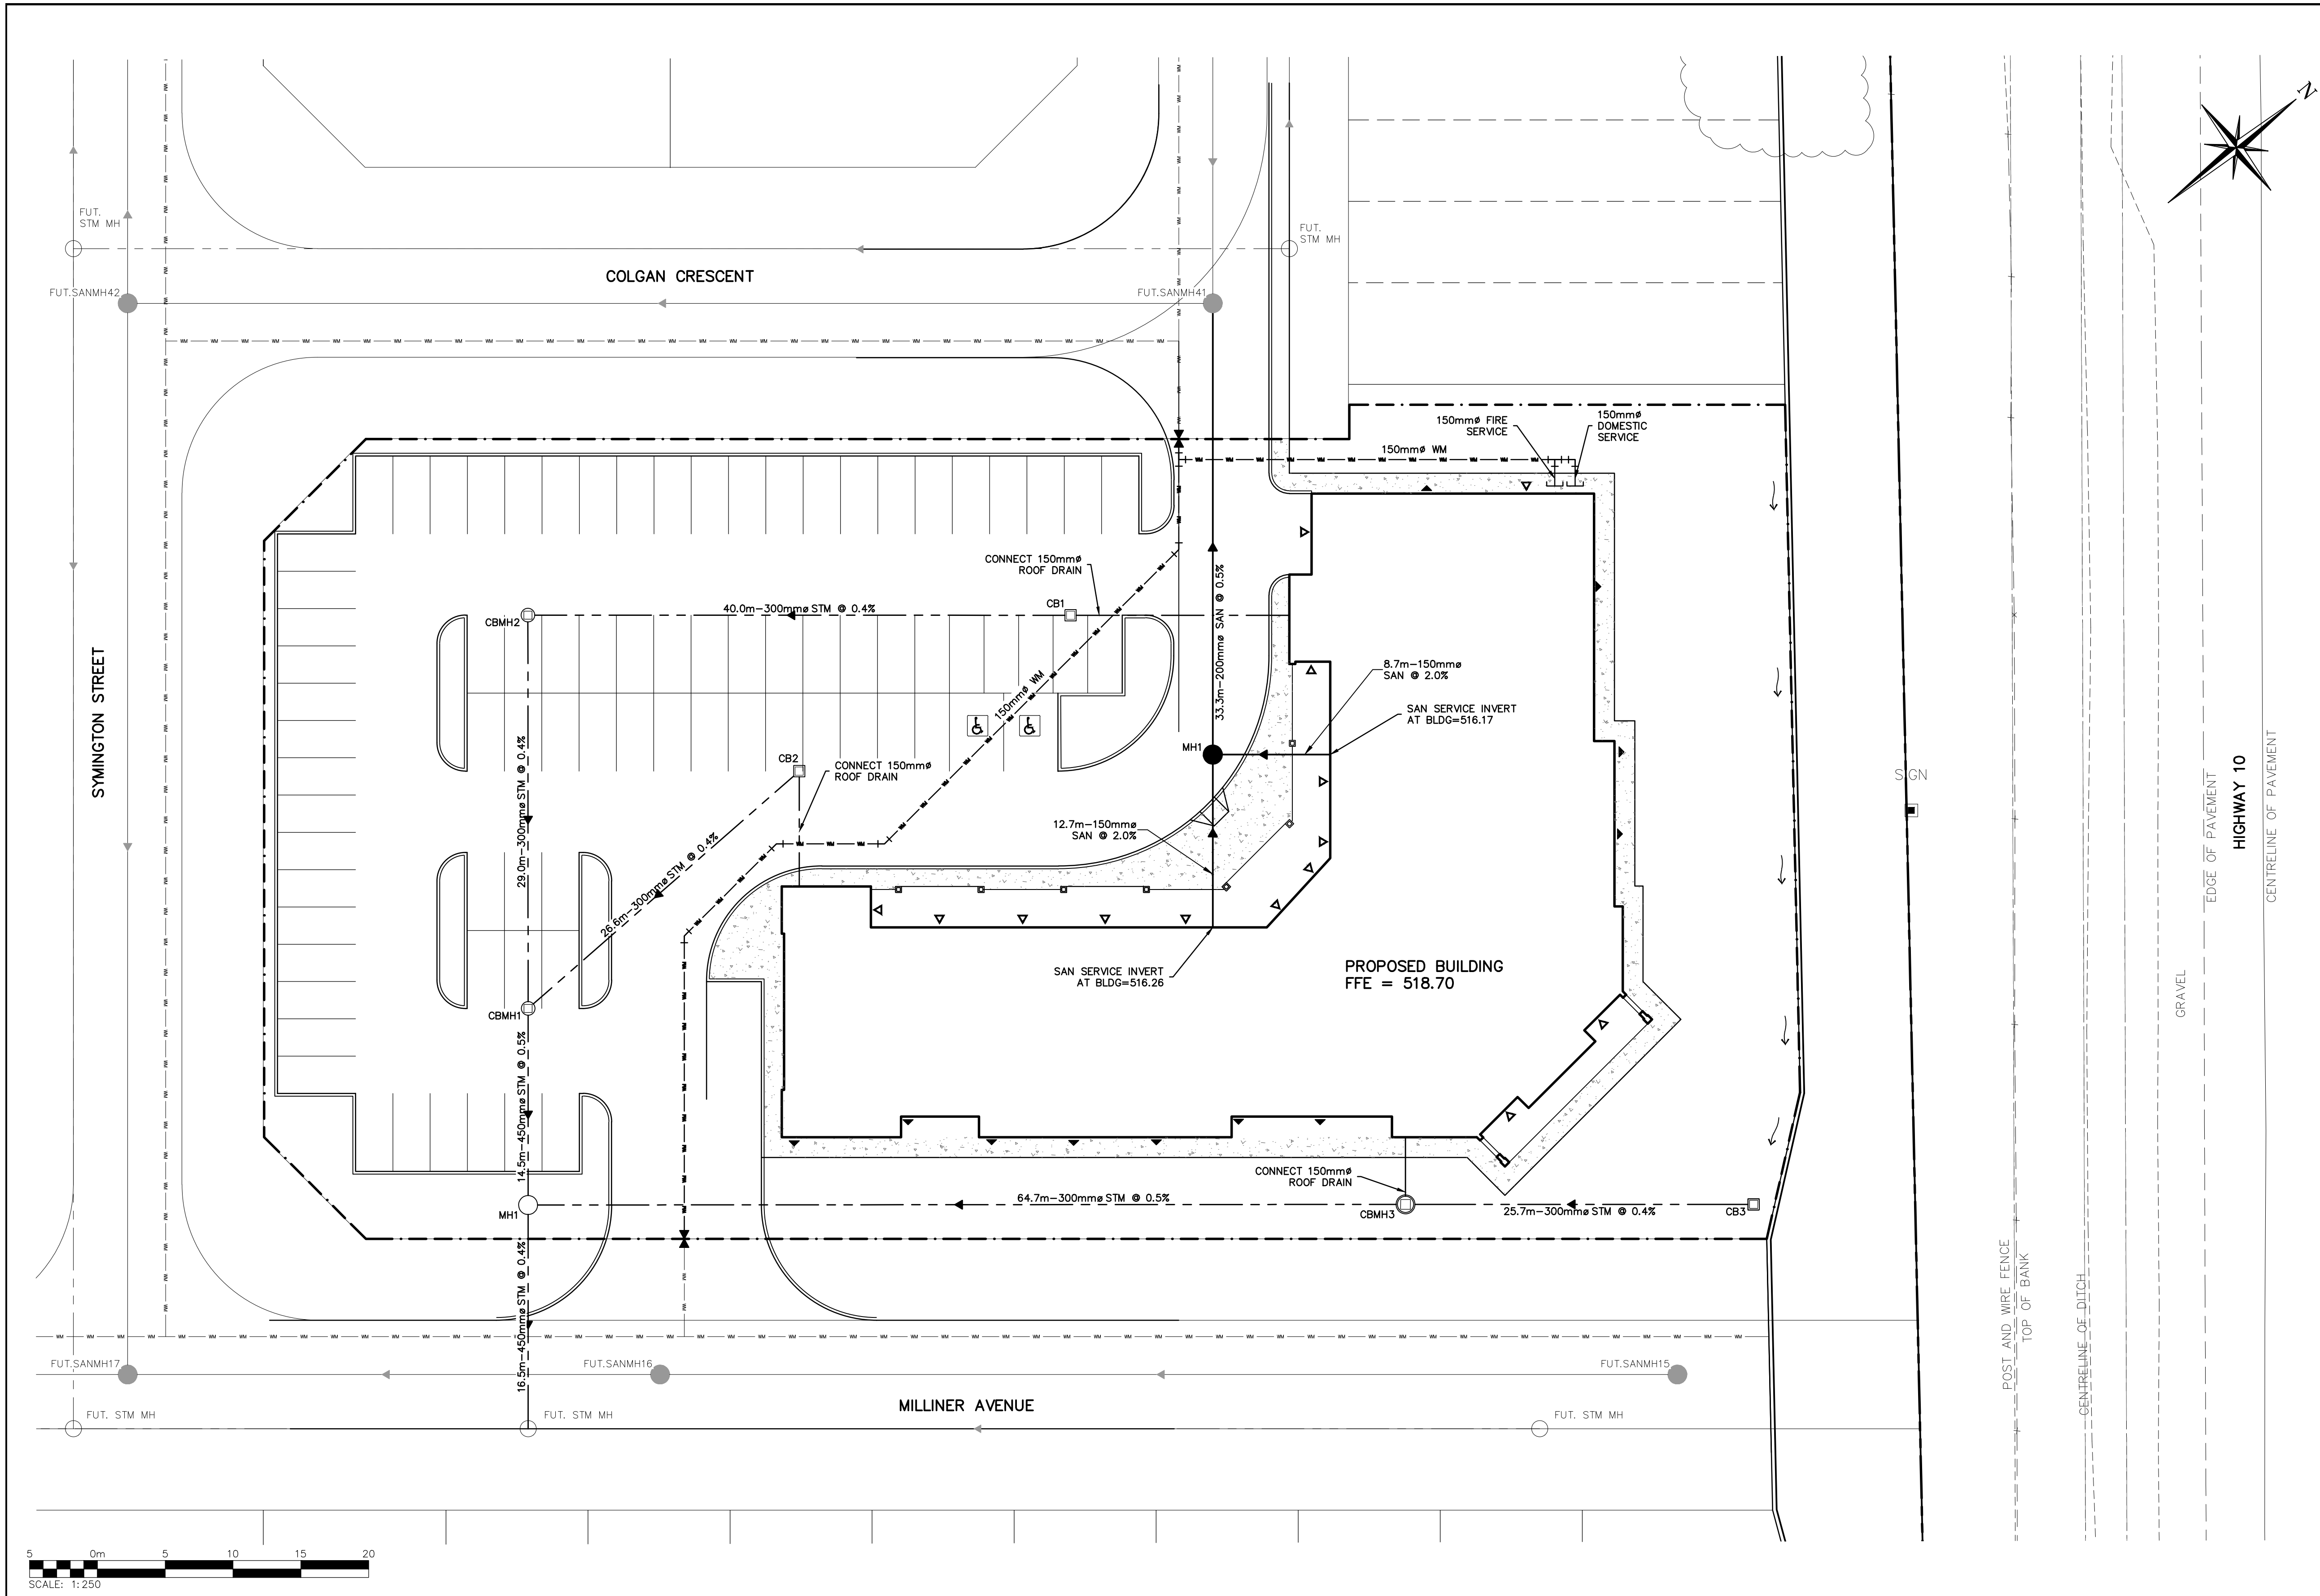 N
FUT.
STM MH
FUT.
STM MH
COLGAN CRESCENT
FUT.SANMH42
FUT.SANMH41
150mmø FIRE
SERVICE
150mmø
DOMESTIC
SERVICE
150mmø WM
CONNECT 150mmø
ROOF DRAIN
CB1
40.0m-300mmø STM @ 0.4%
CBMH2
33.3m-200mmø SAN @ 0.5%
8.7m-150mmø
SAN @ 2.0%
SAN SERVICE INVERT
AT BLDG=516.17
150mmø WM
MH1
SYMINGTON STREET
29.0m-300mmø STM @ 0.4%
CB2
CONNECT 150mmø
ROOF DRAIN
26.6m-300mmø STM @ 0.4%
12.7m-150mmø
SAN @ 2.0%
SAN SERVICE INVERT
AT BLDG=516.26
PROPOSED BUILDING
FFE = 518.70
CBMH1
14.5m-450mmø STM @ 0.5%
CONNECT 150mmø
ROOF DRAIN
MH1
64.7m-300mmø STM @ 0.5%
CBMH3
25.7m-300mmø STM @ 0.4%
CB3
16.5m-450mmø STM @ 0.4%
FUT.SANMH17
FUT.SANMH16
FUT.SANMH15
MILLINER AVENUE
FUT. STM MH
FUT. STM MH
FUT. STM MH
SIGN
EDGE OF PAVEMENT
HIGHWAY 10
CENTRELINE OF PAVEMENT
GRAVEL
POST AND WIRE FENCE
TOP OF BANK
CENTRELINE OF DITCH
5 0m 5 10 15 20
SCALE: 1:250